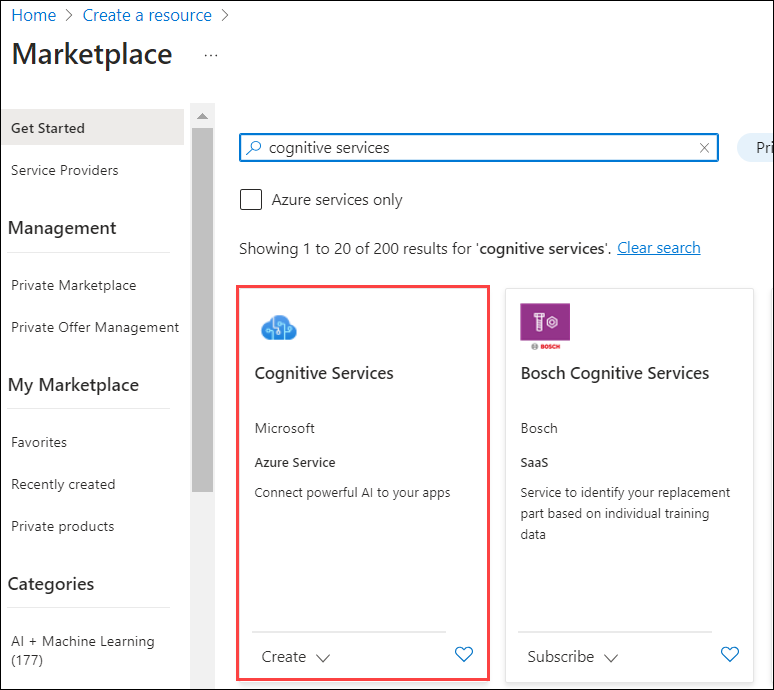 Home > Create a resource >
Marketplace ...
Get Started
Service Providers
Management
Private Marketplace
Private Offer Management
My Marketplace
Favorites
Recently created
Private products
Categories
AI + Machine Learning
(177)
cognitive services
Pri
Azure services only
Showing 1 to 20 of 200 results for 'cognitive services'. Clear search
Cognitive Services
Microsoft
Azure Service
Connect powerful AI to your apps
Create
BOSCH
Bosch Cognitive Services
Bosch
SaaS
Service to identify your replacement
part based on individual training
data
Subscribe